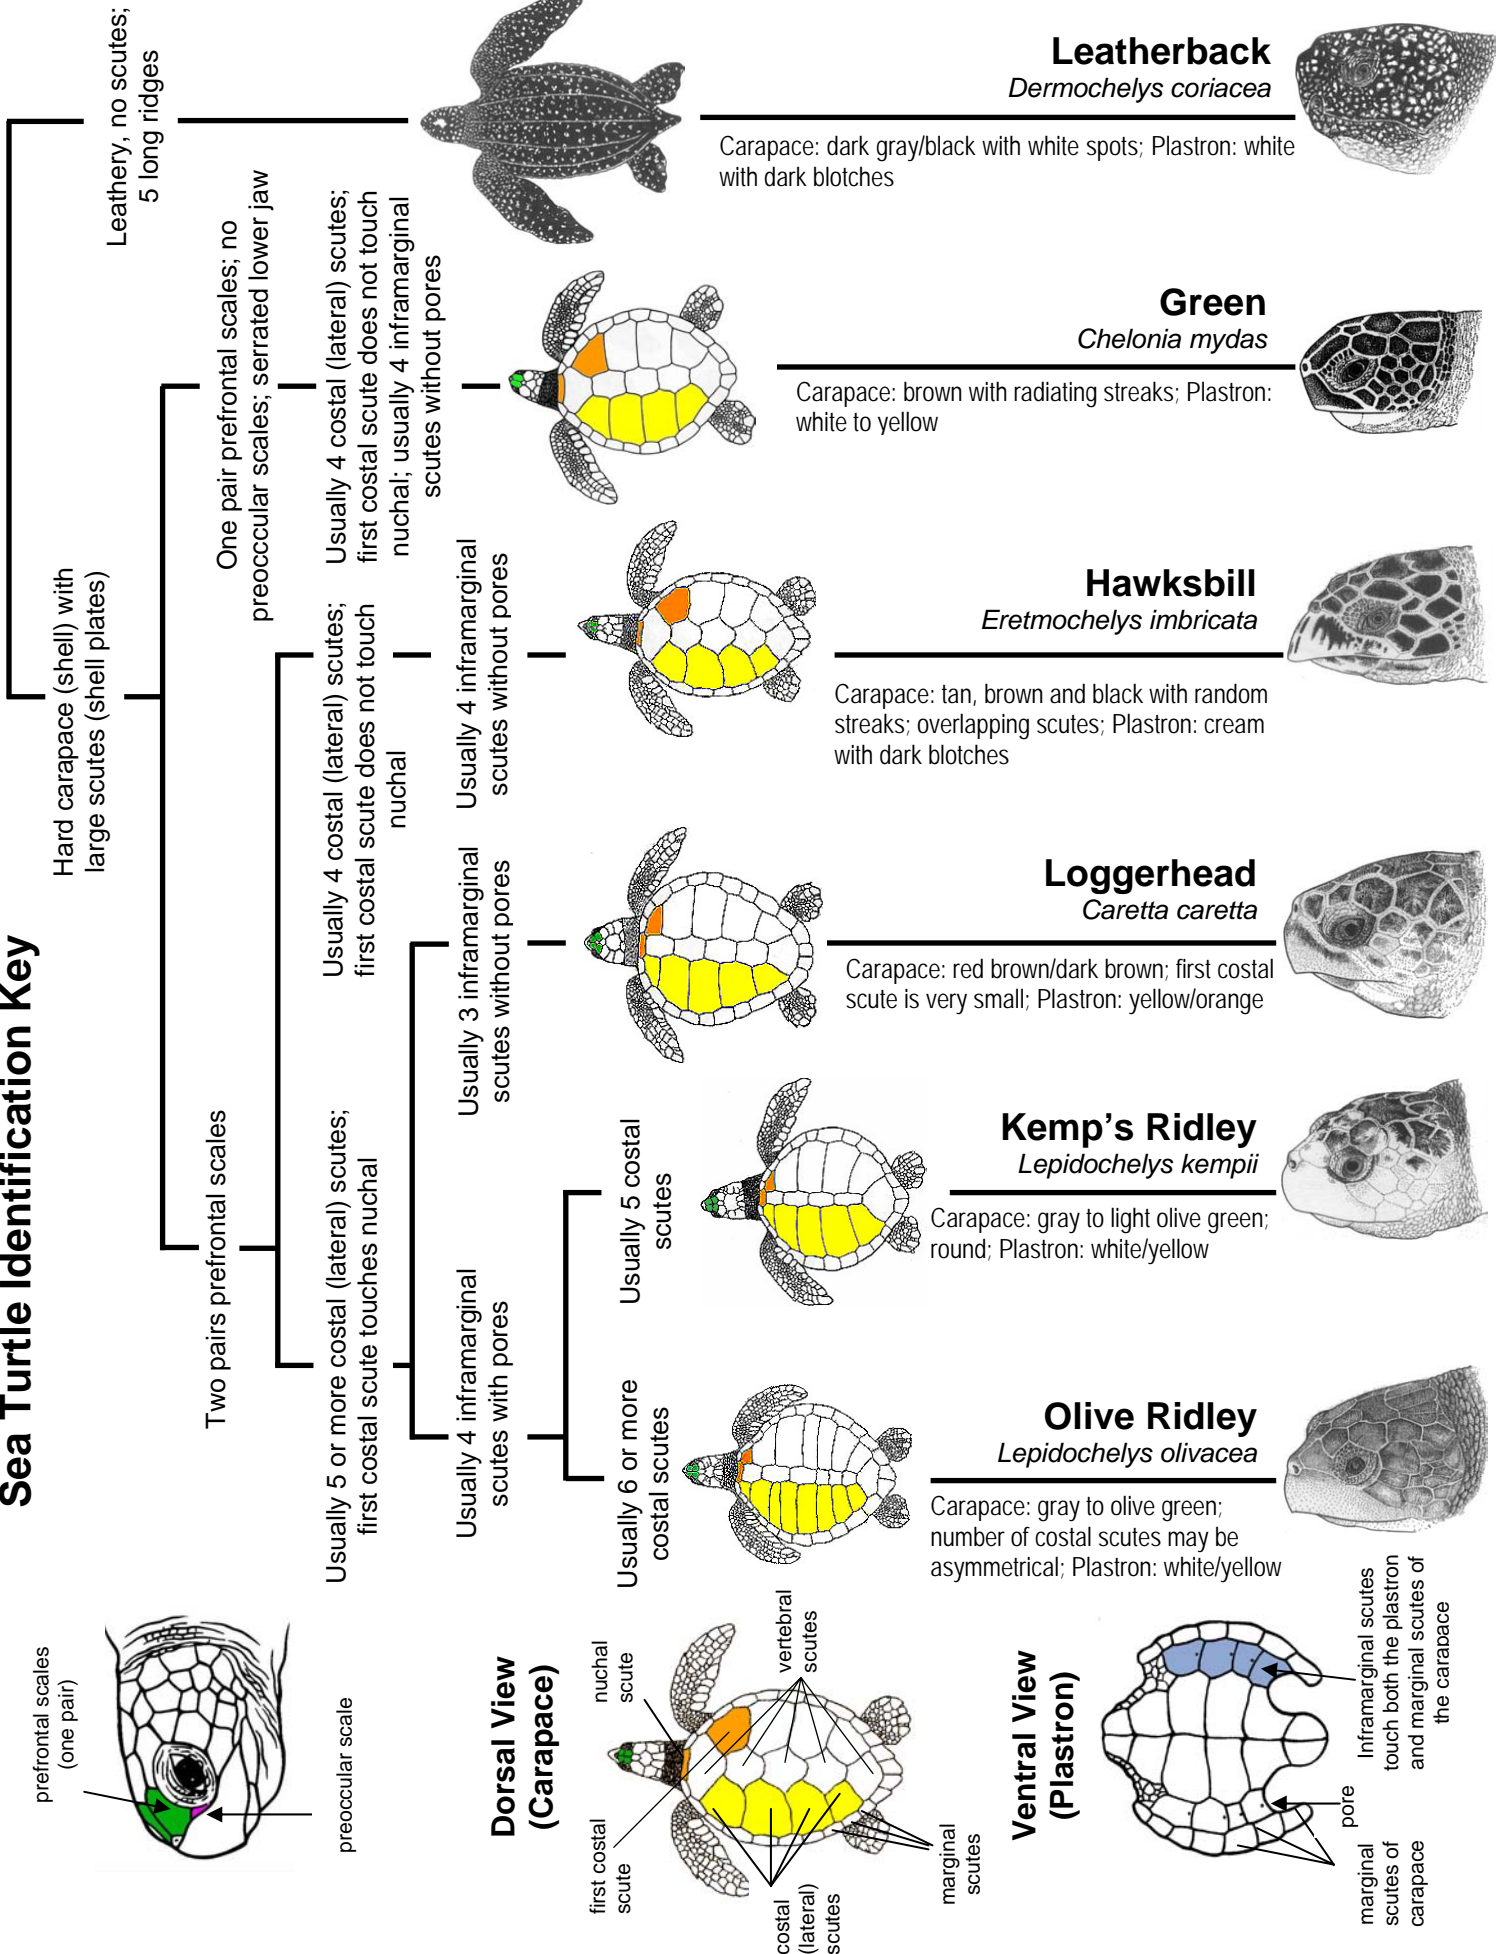 Sea Turtle Identification Key
Hard carapace (shell) with
large scutes (shell plates)
Leathery, no scutes;
5 long ridges
Two pairs prefrontal scales
One pair prefrontal scales; no
preoccular scales; serrated lower jaw
Usually 5 or more costal (lateral) scutes;
first costal scute touches nuchal
Usually 4 costal (lateral) scutes;
first costal scute does not touch
nuchal
Usually 4 costal (lateral) scutes;
first costal scute does not touch
nuchal; usually 4 inframarginal
scutes without pores
Usually 4 inframarginal
scutes with pores
Usually 3 inframarginal
scutes without pores
Usually 4 inframarginal
scutes without pores
Usually 6 or more
costal scutes
Usually 5 costal
scutes
Leatherback
Dermochelys coriacea
Carapace: dark gray/black with white spots; Plastron: white
with dark blotches
Green
Chelonia mydas
Carapace: brown with radiating streaks; Plastron:
white to yellow
Hawksbill
Eretmochelys imbricata
Carapace: tan, brown and black with random
streaks; overlapping scutes; Plastron: cream
with dark blotches
Loggerhead
Caretta caretta
Carapace: red brown/dark brown; first costal
scute is very small; Plastron: yellow/orange
Kemp's Ridley
Lepidochelys kempii
Carapace: gray to light olive green;
round; Plastron: white/yellow
Olive Ridley
Lepidochelys olivacea
Carapace: gray to olive green;
number of costal scutes may be
asymmetrical; Plastron: white/yellow
prefrontal scales
(one pair)
preoccular scale
Dorsal View
(Carapace)
nuchal
scute
vertebral
scutes
first costal
scute
costal
(lateral)
scutes
marginal
scutes
Ventral View
(Plastron)
Inframarginal scutes
touch both the plastron
and marginal scutes of
the carapace
pore
marginal
scutes of
carapace